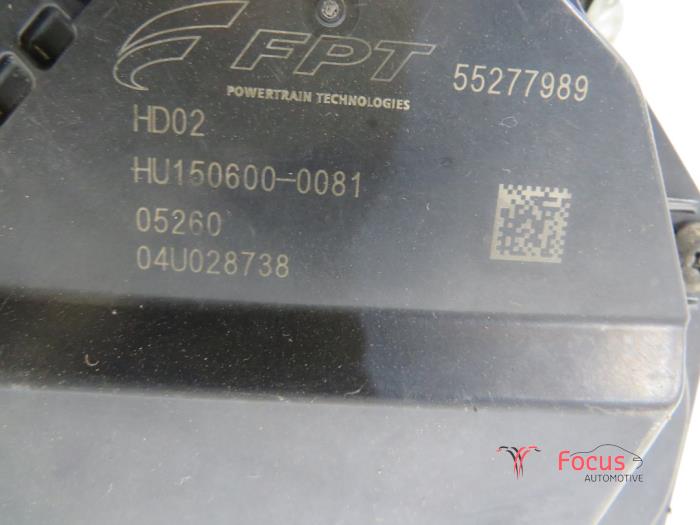 FPT
POWERTRAIN TECHNOLOGIES
55277989
HD02
HU150600-0081
05260
04U028738
Focus
AUTOMOTIVE